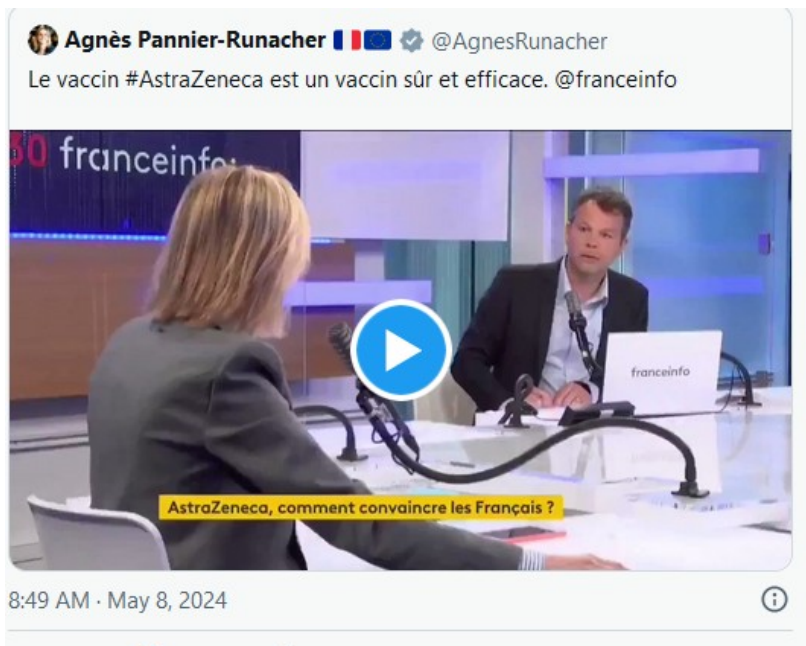 Agnès Pannier-Runacher 🇫🇷🇪🇺 @AgnesRunacher
Le vaccin #AstraZeneca est un vaccin sûr et efficace. @franceinfo
30 franceinfo:
franceinfo
AstraZeneca, comment convaincre les Français ?
8:49 AM · May 8, 2024